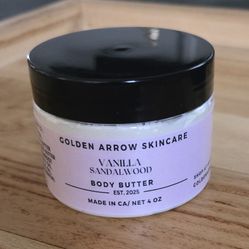 GOLDEN ARROW SKINCARE
VANILLA
SANDALWOOD
BODY BUTTER
EST. 2025
MADE IN CA/ NET 4 OZ